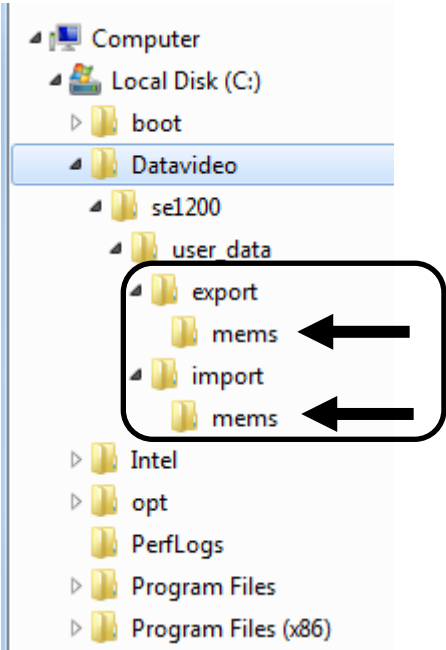 Computer
Local Disk (C:)
boot
Datavideo
se1200
user_data
export
mems
import
mems
Intel
opt
PerfLogs
Program Files
Program Files (x86)